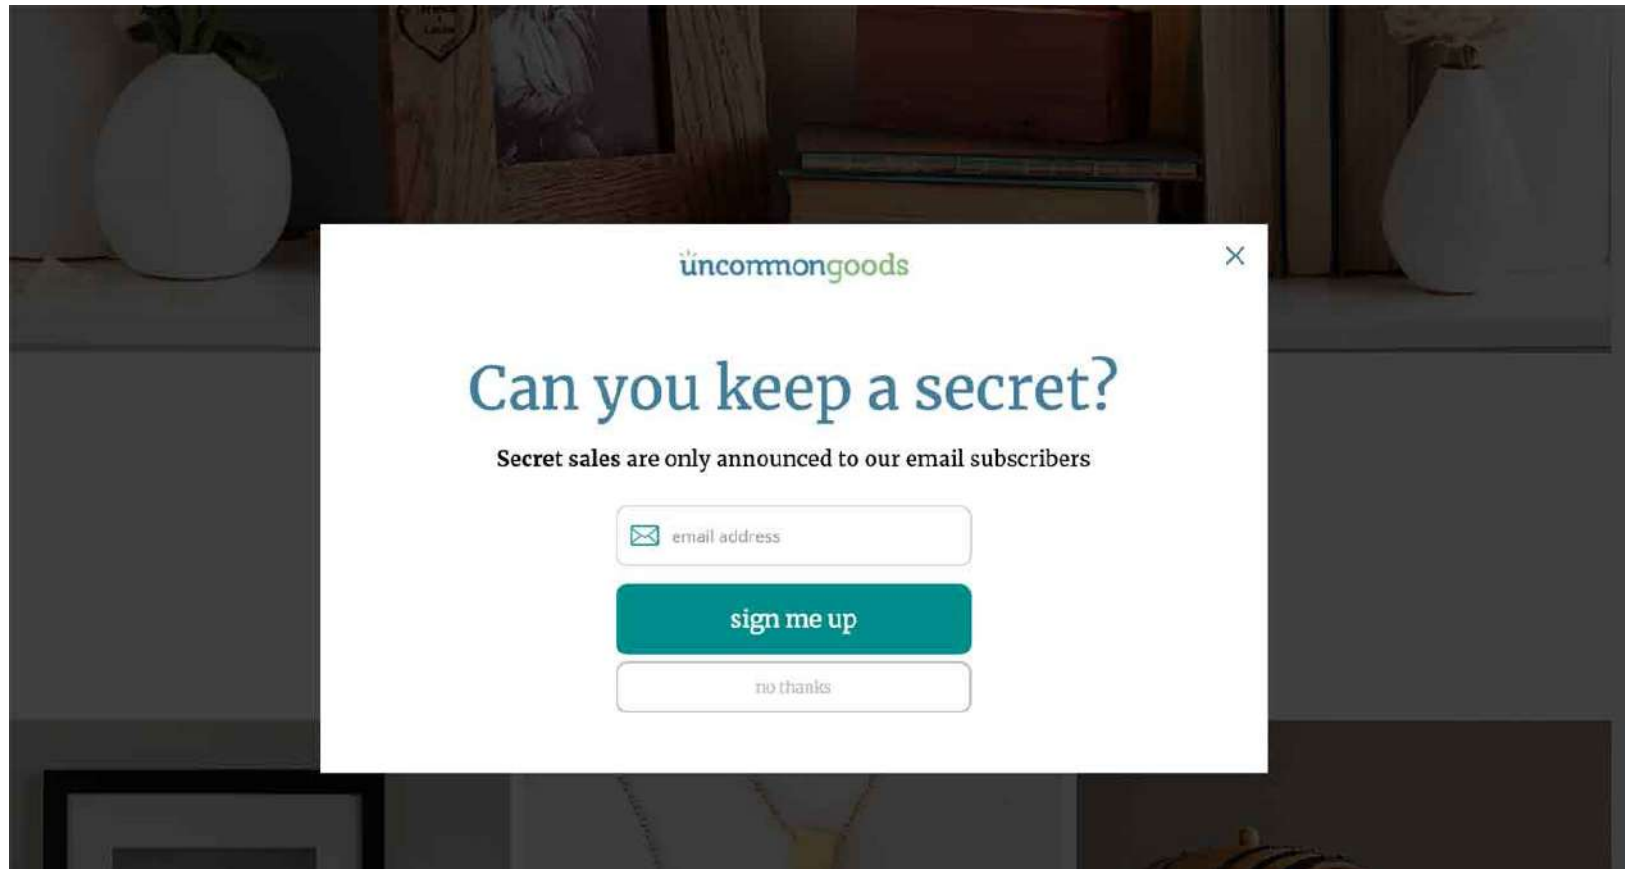 uncommongoods
Can you keep a secret?
Secret sales are only announced to our email subscribers
email address
sign me up
no thanks